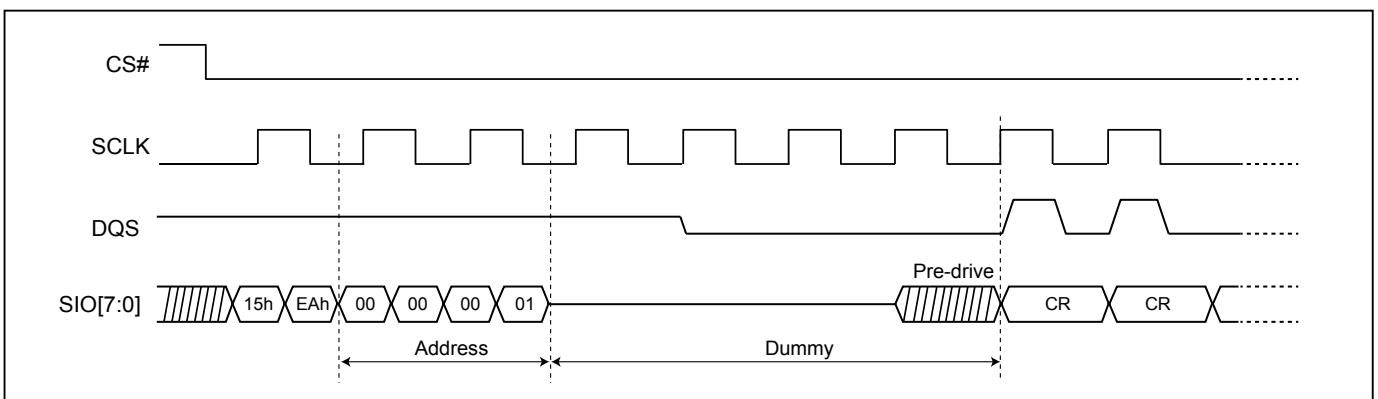 CS#
SCLK
DQS
Pre-drive
SIO[7:0] 15h EAh 00 00 00 01 CR CR
Address Dummy